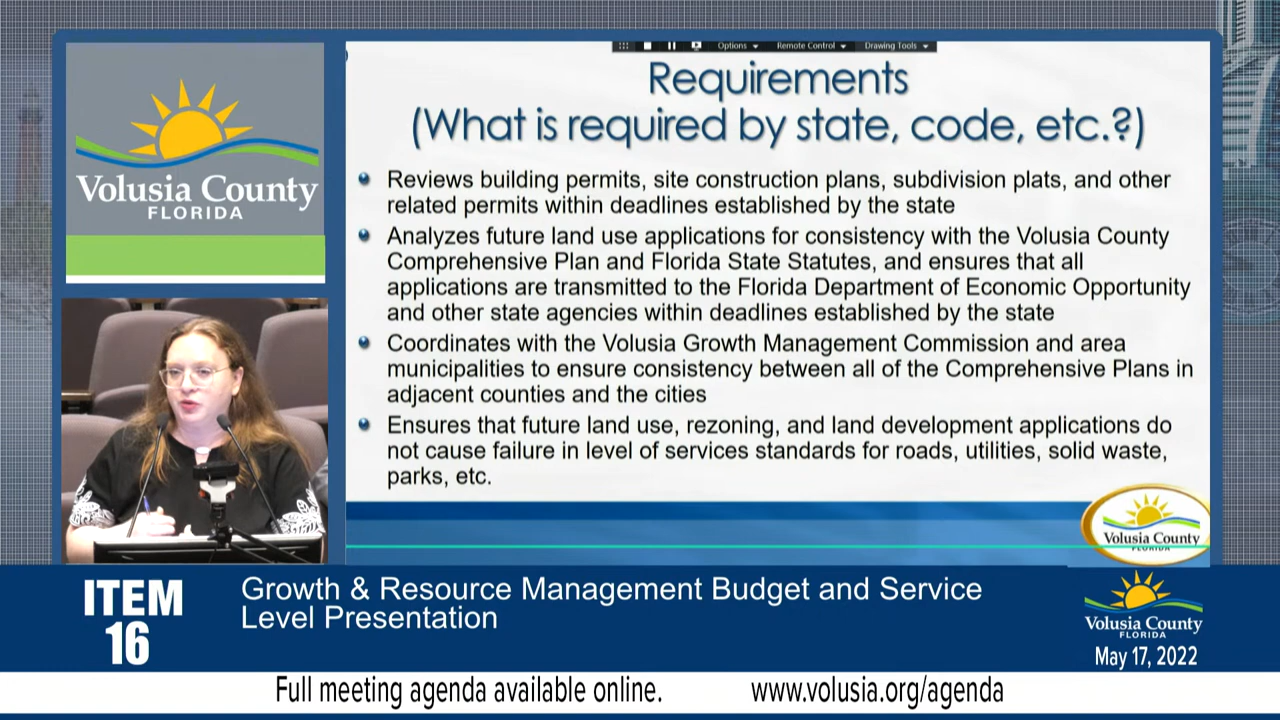 Options
Remote Control
Drawing Tools
Requirements
(What is required by state, code, etc.?)
Volusia County
FLORIDA
Reviews building permits, site construction plans, subdivision plats, and other
related permits within deadlines established by the state
Analyzes future land use applications for consistency with the Volusia County
Comprehensive Plan and Florida State Statutes, and ensures that all
applications are transmitted to the Florida Department of Economic Opportunity
and other state agencies within deadlines established by the state
Coordinates with the Volusia Growth Management Commission and area
municipalities to ensure consistency between all of the Comprehensive Plans in
adjacent counties and the cities
Ensures that future land use, rezoning, and land development applications do
not cause failure in level of services standards for roads, utilities, solid waste,
parks, etc.
Volusia County
FLORIDA
ITEM
16
Growth & Resource Management Budget and Service
Level Presentation
Volusia County
FLORIDA
May 17, 2022
Full meeting agenda available online.
www.volusia.org/agenda